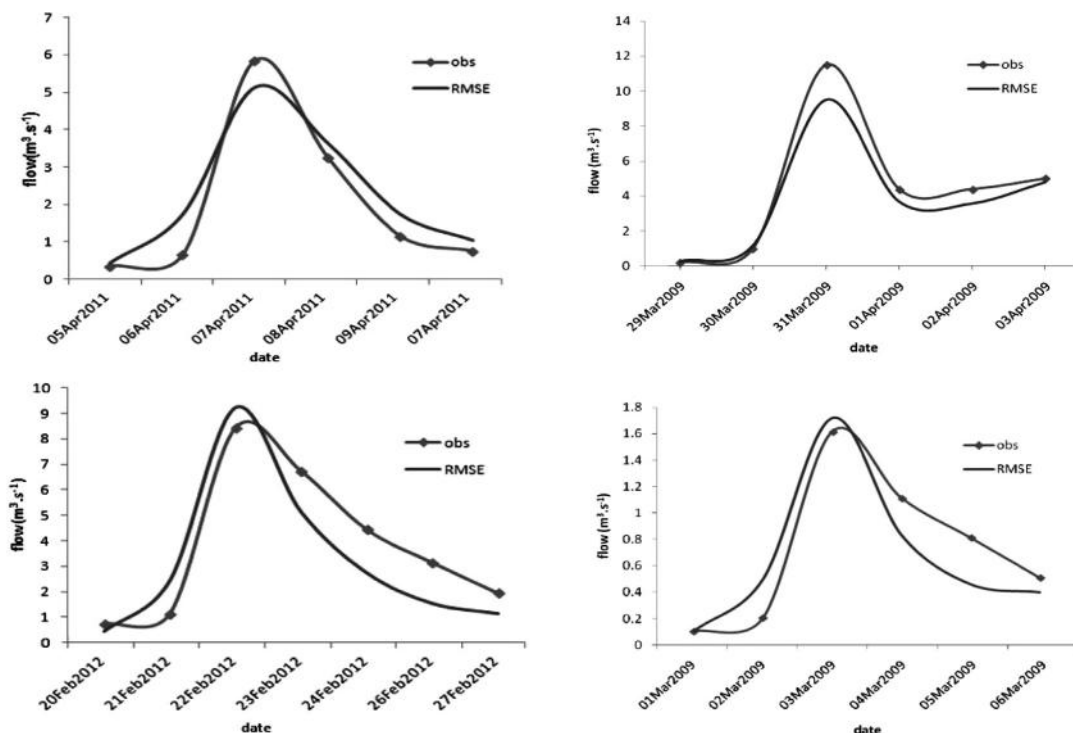 7
6
5
4
3
2
1
0
flow(m³.s⁻¹)
obs
RMSE
05Apr2011
06Apr2011
07Apr2011
08Apr2011
09Apr2011
07Apr2011
date
14
12
10
8
6
4
2
0
flow (m³.s⁻¹)
obs
RMSE
29Mar2009
30Mar2009
31Mar2009
01Apr2009
02Apr2009
03Apr2009
date
10
9
8
7
6
5
4
3
2
1
0
flow(m³.s⁻¹)
obs
RMSE
20Feb2012
21Feb2012
22Feb2012
23Feb2012
24Feb2012
26Feb2012
27Feb2012
date
1.8
1.6
1.4
1.2
1
0.8
0.6
0.4
0.2
0
flow (m³.s⁻¹)
obs
RMSE
01Mar2009
02Mar2009
03Mar2009
04Mar2009
05Mar2009
06Mar2009
date